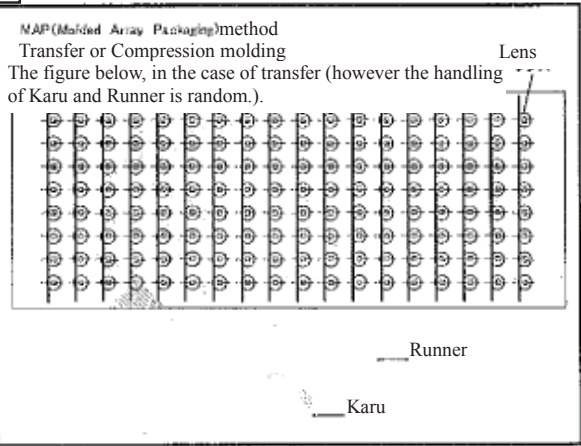 MAP(Molded Array Packaging)method
Transfer or Compression molding
Lens
The figure below, in the case of transfer (however the handling
of Karu and Runner is random.).
Runner
Karu